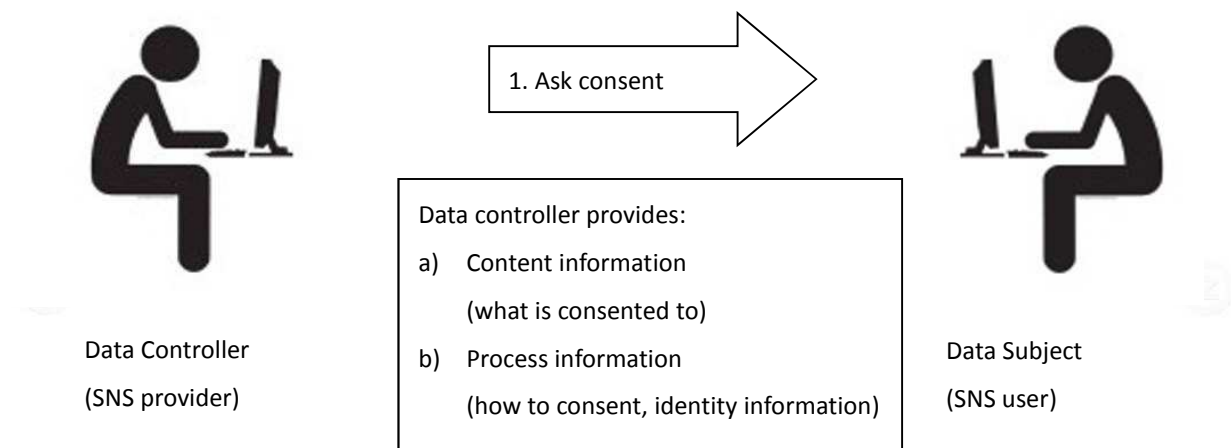 1. Ask consent
Data controller provides:
a) Content information
(what is consented to)
b) Process information
(how to consent, identity information)
Data Controller
(SNS provider)
Data Subject
(SNS user)